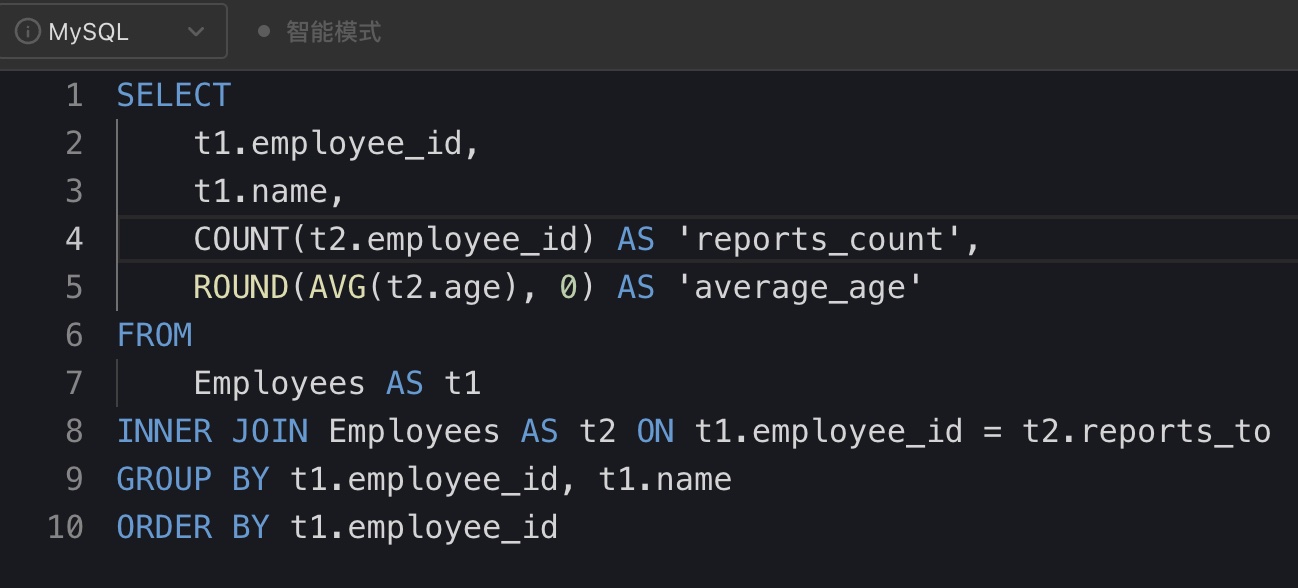 MySQL 智能模式
1 SELECT
2 t1.employee_id,
3 t1.name,
4 COUNT(t2.employee_id) AS 'reports_count',
5 ROUND(AVG(t2.age), 0) AS 'average_age'
6 FROM
7 Employees AS t1
8 INNER JOIN Employees AS t2 ON t1.employee_id = t2.reports_to
9 GROUP BY t1.employee_id, t1.name
10 ORDER BY t1.employee_id